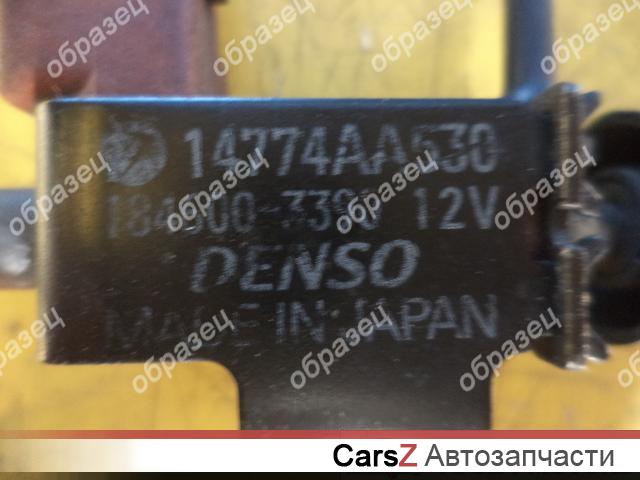 14774AA630
184600-3390 12V
DENSO
MADE IN JAPAN
образец
CarsZ Автозапчасти